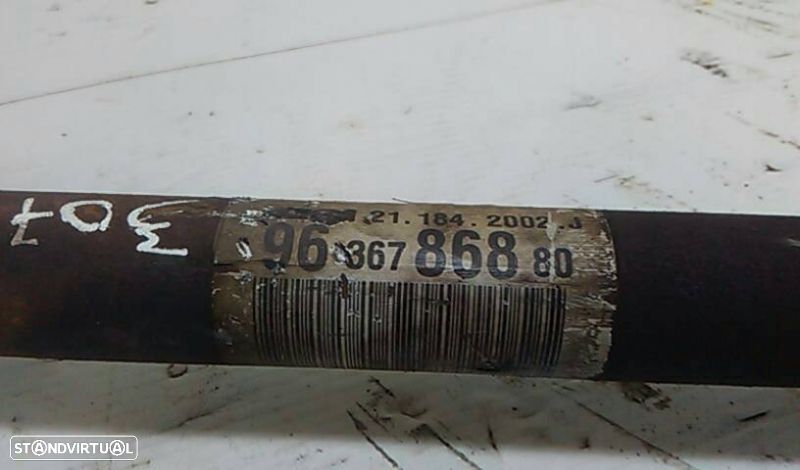 21.184.2002.J
96 367 868 80
307
STANDVIRTUAL